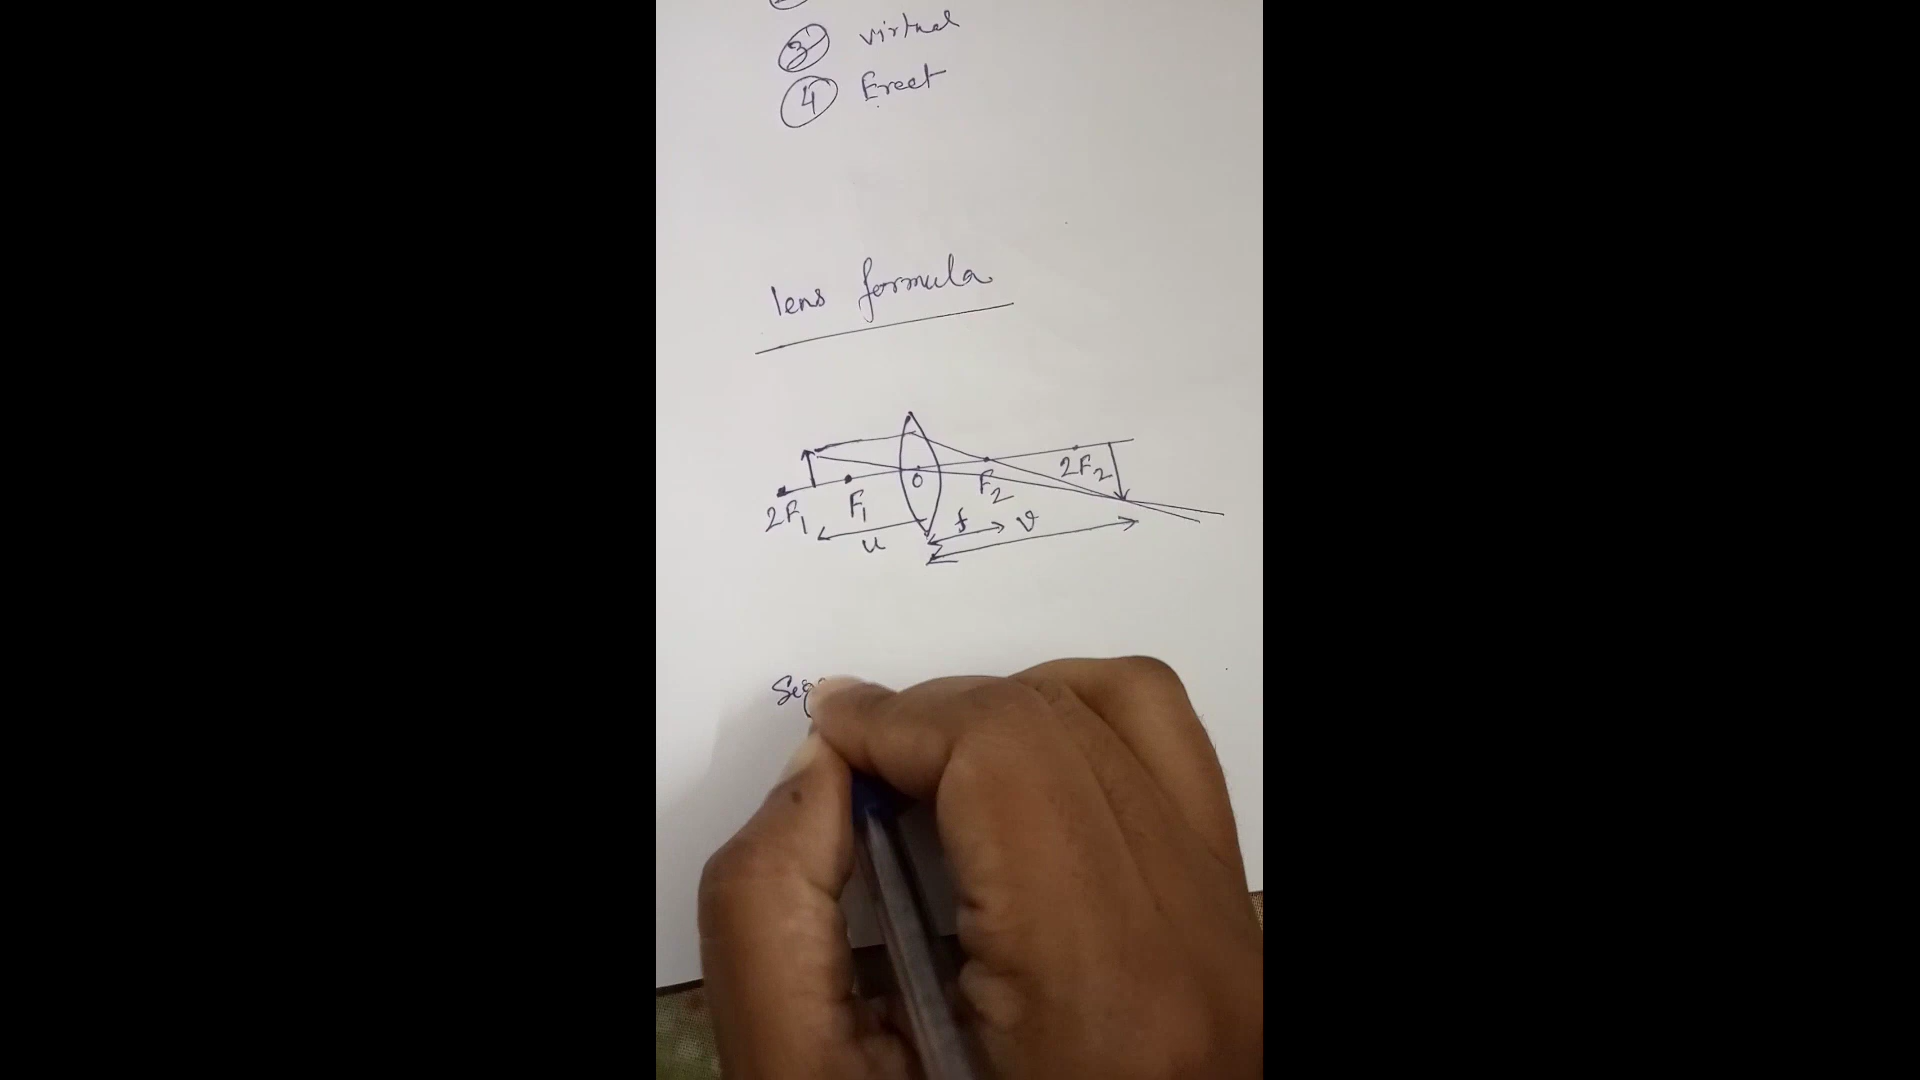 3 virtual
4 Erect
lens formula
2F1 F1 O F2 2F2
u f v